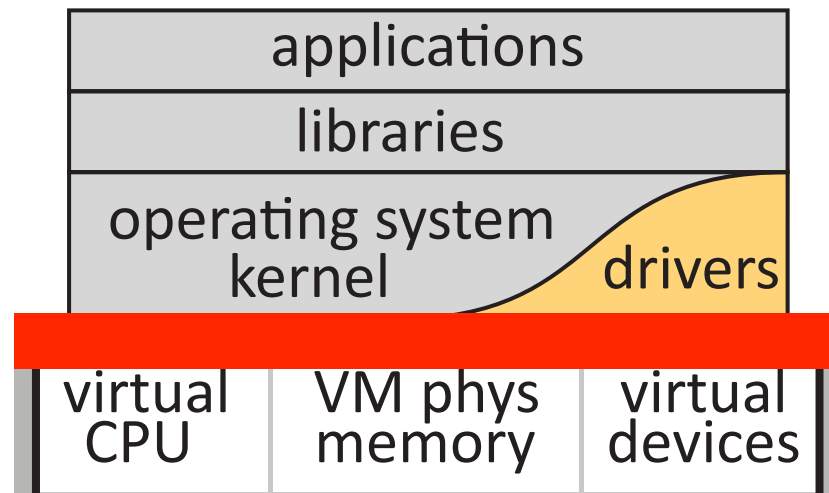 applications
libraries
operating system
kernel
drivers
virtual
CPU
VM phys
memory
virtual
devices